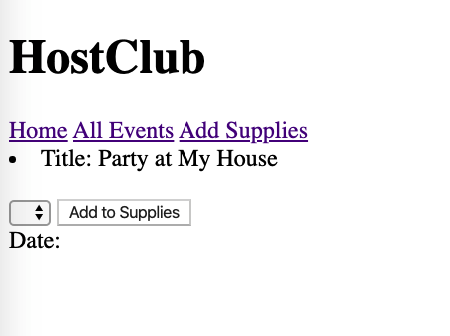 HostClub
Home All Events Add Supplies
Title: Party at My House
Add to Supplies
Date: